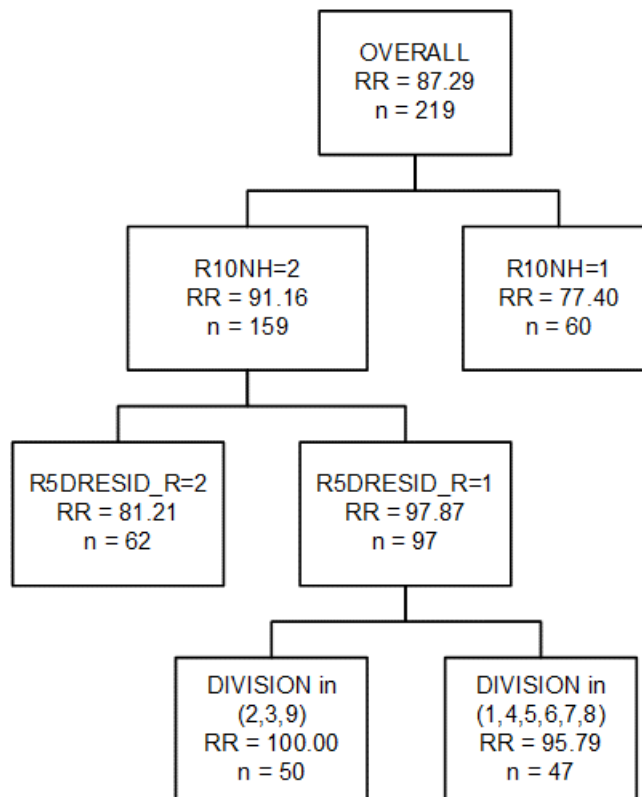 OVERALL
RR = 87.29
n = 219
R10NH=2
RR = 91.16
n = 159
R10NH=1
RR = 77.40
n = 60
R5DRESID_R=2
RR = 81.21
n = 62
R5DRESID_R=1
RR = 97.87
n = 97
DIVISION in
(2,3,9)
RR = 100.00
n = 50
DIVISION in
(1,4,5,6,7,8)
RR = 95.79
n = 47